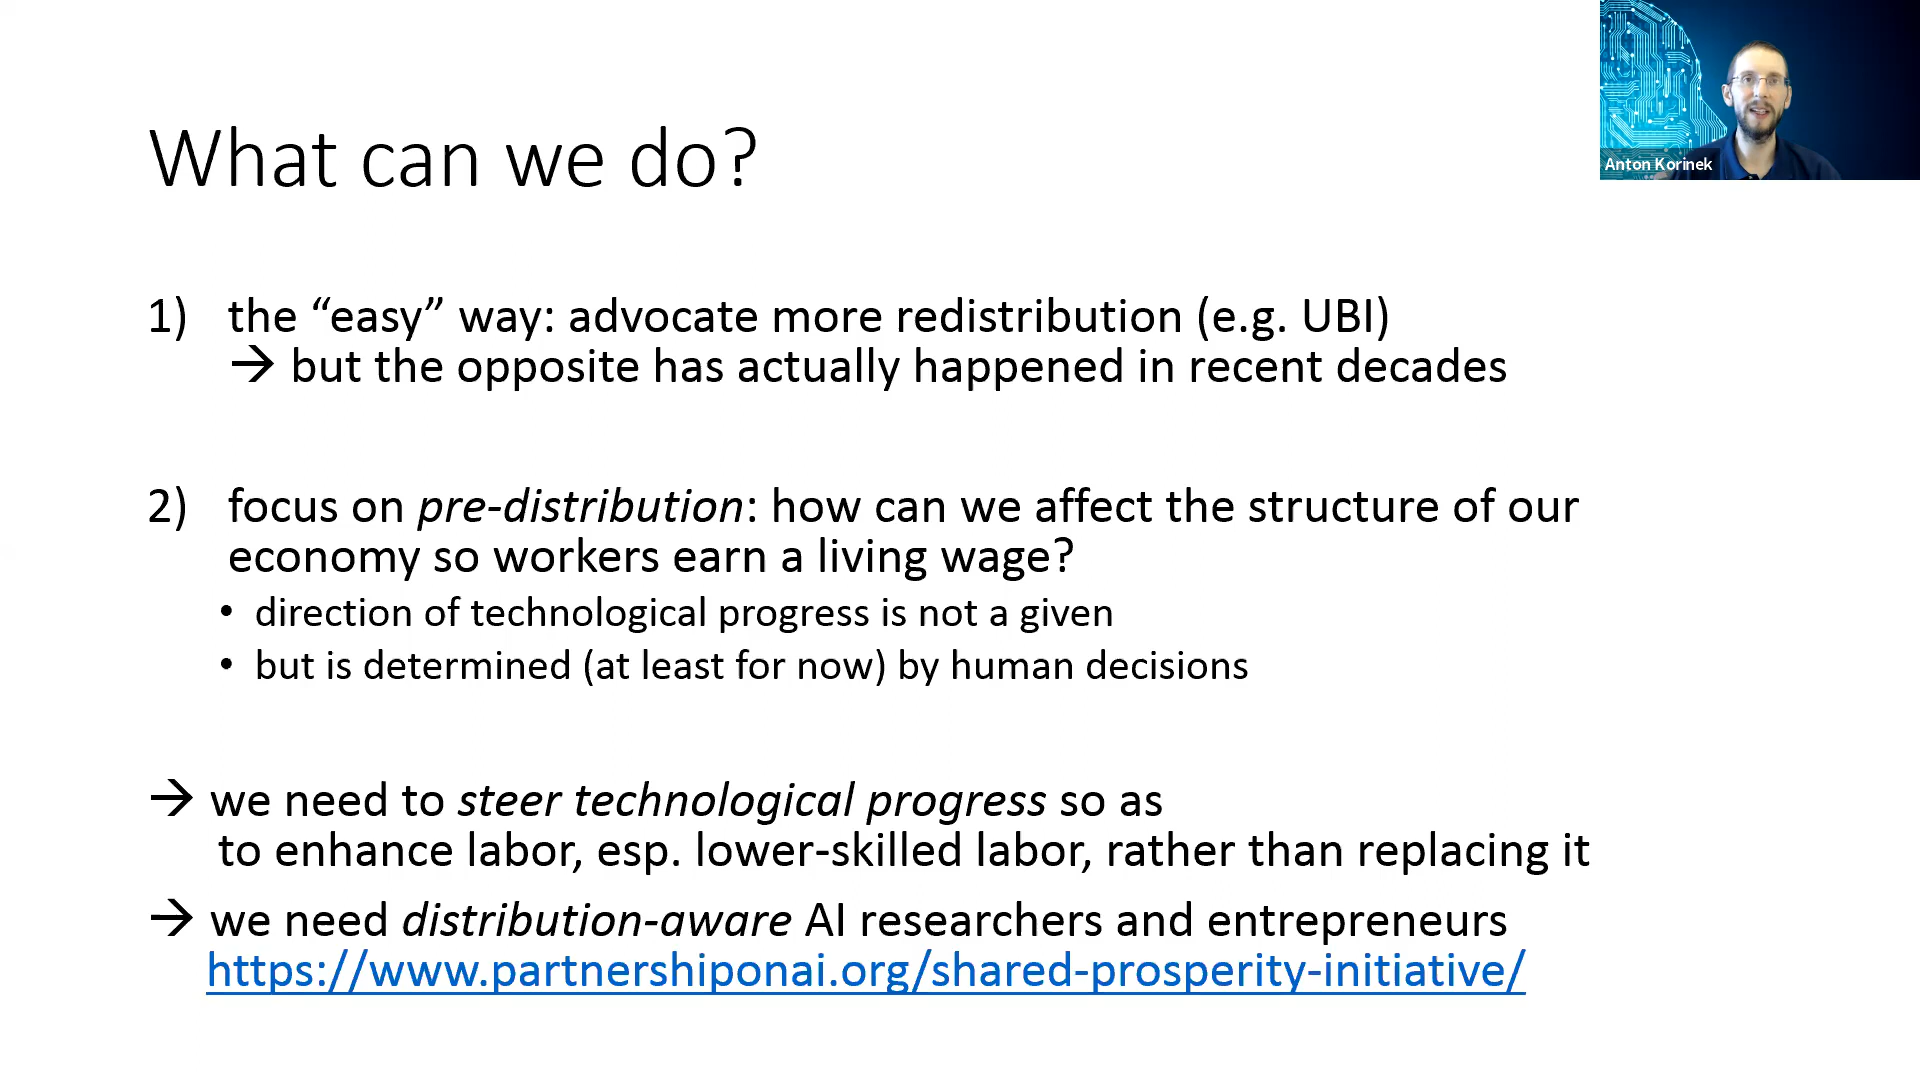 Anton Korinek
What can we do?
1) the “easy” way: advocate more redistribution (e.g. UBI)
→ but the opposite has actually happened in recent decades
2) focus on pre-distribution: how can we affect the structure of our
economy so workers earn a living wage?
• direction of technological progress is not a given
• but is determined (at least for now) by human decisions
→ we need to steer technological progress so as
to enhance labor, esp. lower-skilled labor, rather than replacing it
→ we need distribution-aware AI researchers and entrepreneurs
https://www.partnershiponai.org/shared-prosperity-initiative/